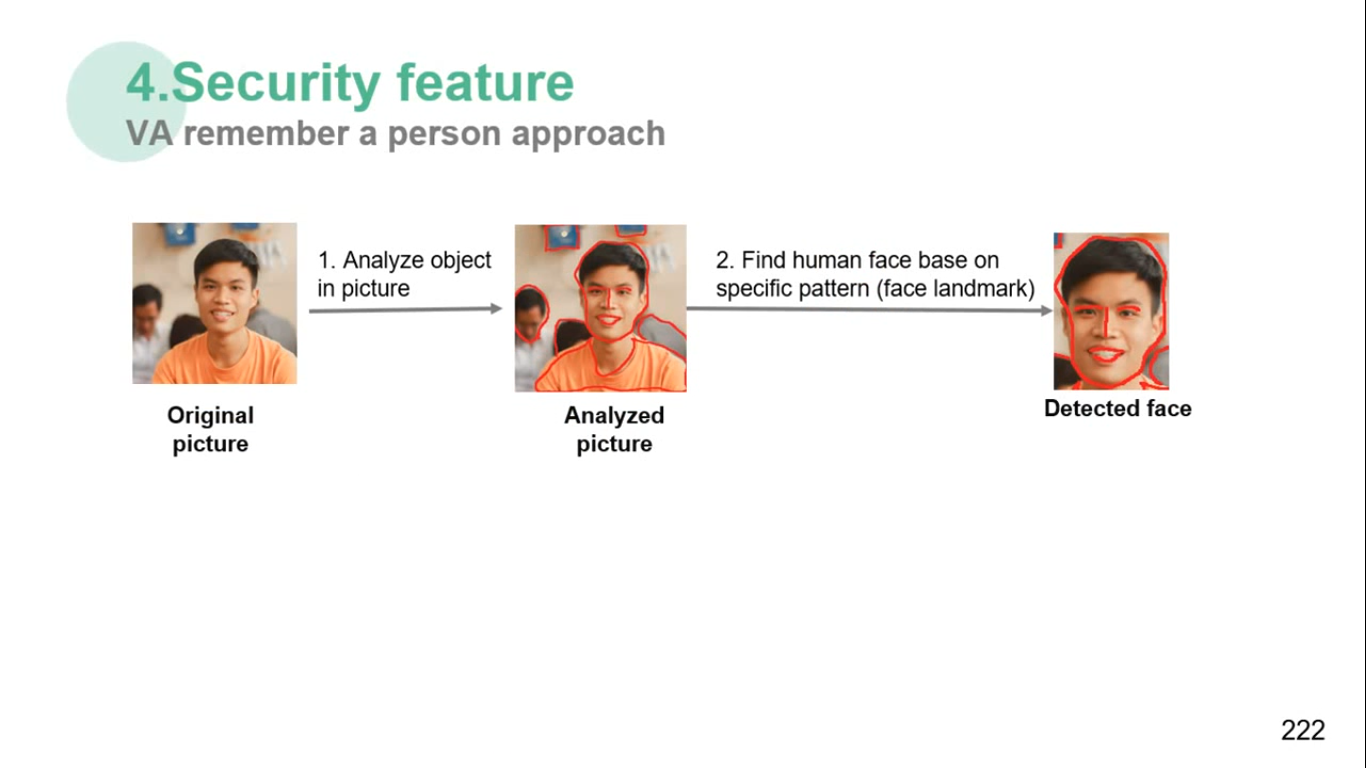 4.Security feature
VA remember a person approach
1. Analyze object
in picture
2. Find human face base on
specific pattern (face landmark)
Original
picture
Analyzed
picture
Detected face
222